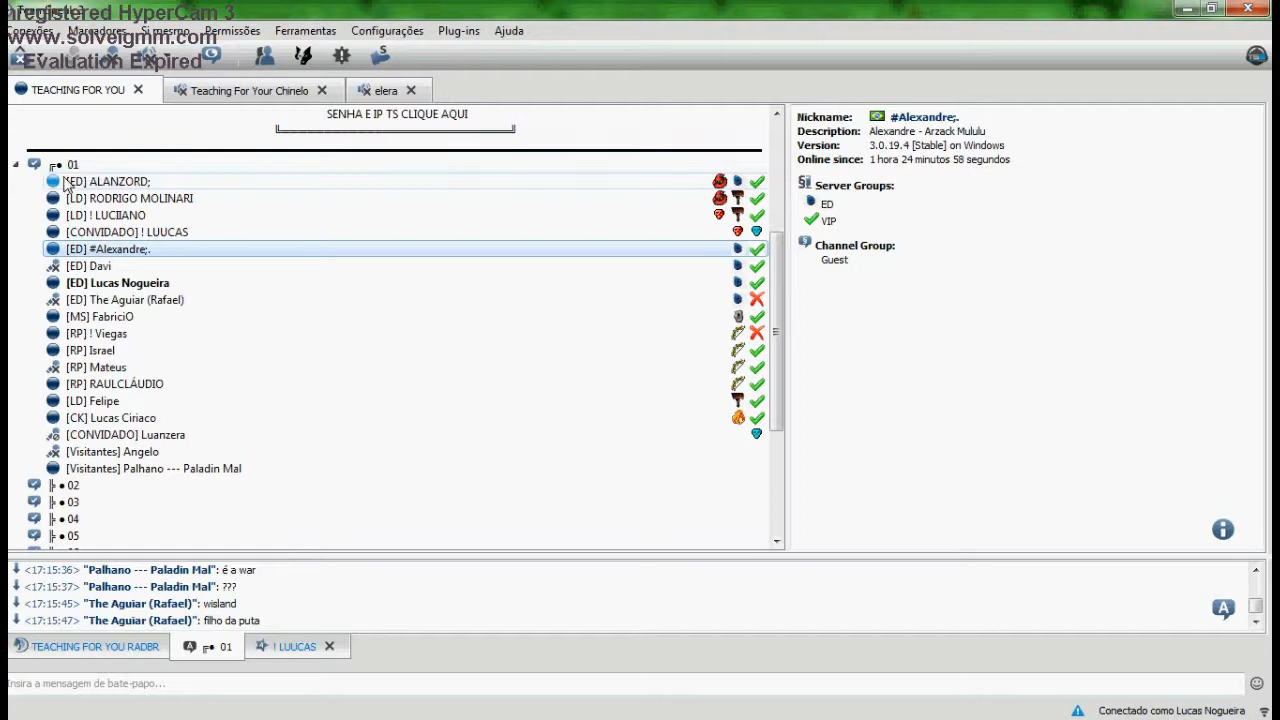 nregistered HyperCam 3
Conexões Marcadores Si mesmo Permissões Ferramentas Configurações Plug-ins Ajuda
www.solveigmm.com
Evaluation Expired
TEACHING FOR YOU
Teaching For Your Chinelo
elera
SENHA E IP TS CLIQUE AQUI
╔● 01
[ED] ALANZORD;
[LD] RODRIGO MOLINARI
[LD] ! LUCIIANO
[CONVIDADO] ! LUUCAS
[ED] #Alexandre;.
[ED] Davi
[ED] Lucas Nogueira
[ED] The Aguiar (Rafael)
[MS] FabriciO
[RP] ! Viegas
[RP] Israel
[RP] Mateus
[RP] RAULCLÁUDIO
[LD] Felipe
[CK] Lucas Ciriaco
[CONVIDADO] Luanzera
[Visitantes] Angelo
[Visitantes] Palhano --- Paladin Mal
╠ ● 02
╠ ● 03
╠ ● 04
╠ ● 05
Nickname: #Alexandre;.
Description: Alexandre - Arzack Mululu
Version: 3.0.19.4 [Stable] on Windows
Online since: 1 hora 24 minutos 58 segundos
Server Groups:
ED
VIP
Channel Group:
Guest
<17:15:36> "Palhano --- Paladin Mal": é a war
<17:15:37> "Palhano --- Paladin Mal": ???
<17:15:45> "The Aguiar (Rafael)": wisland
<17:15:47> "The Aguiar (Rafael)": filho da puta
TEACHING FOR YOU RADBR
╔● 01
! LUUCAS
Insira a mensagem de bate-papo...
Conectado como Lucas Nogueira